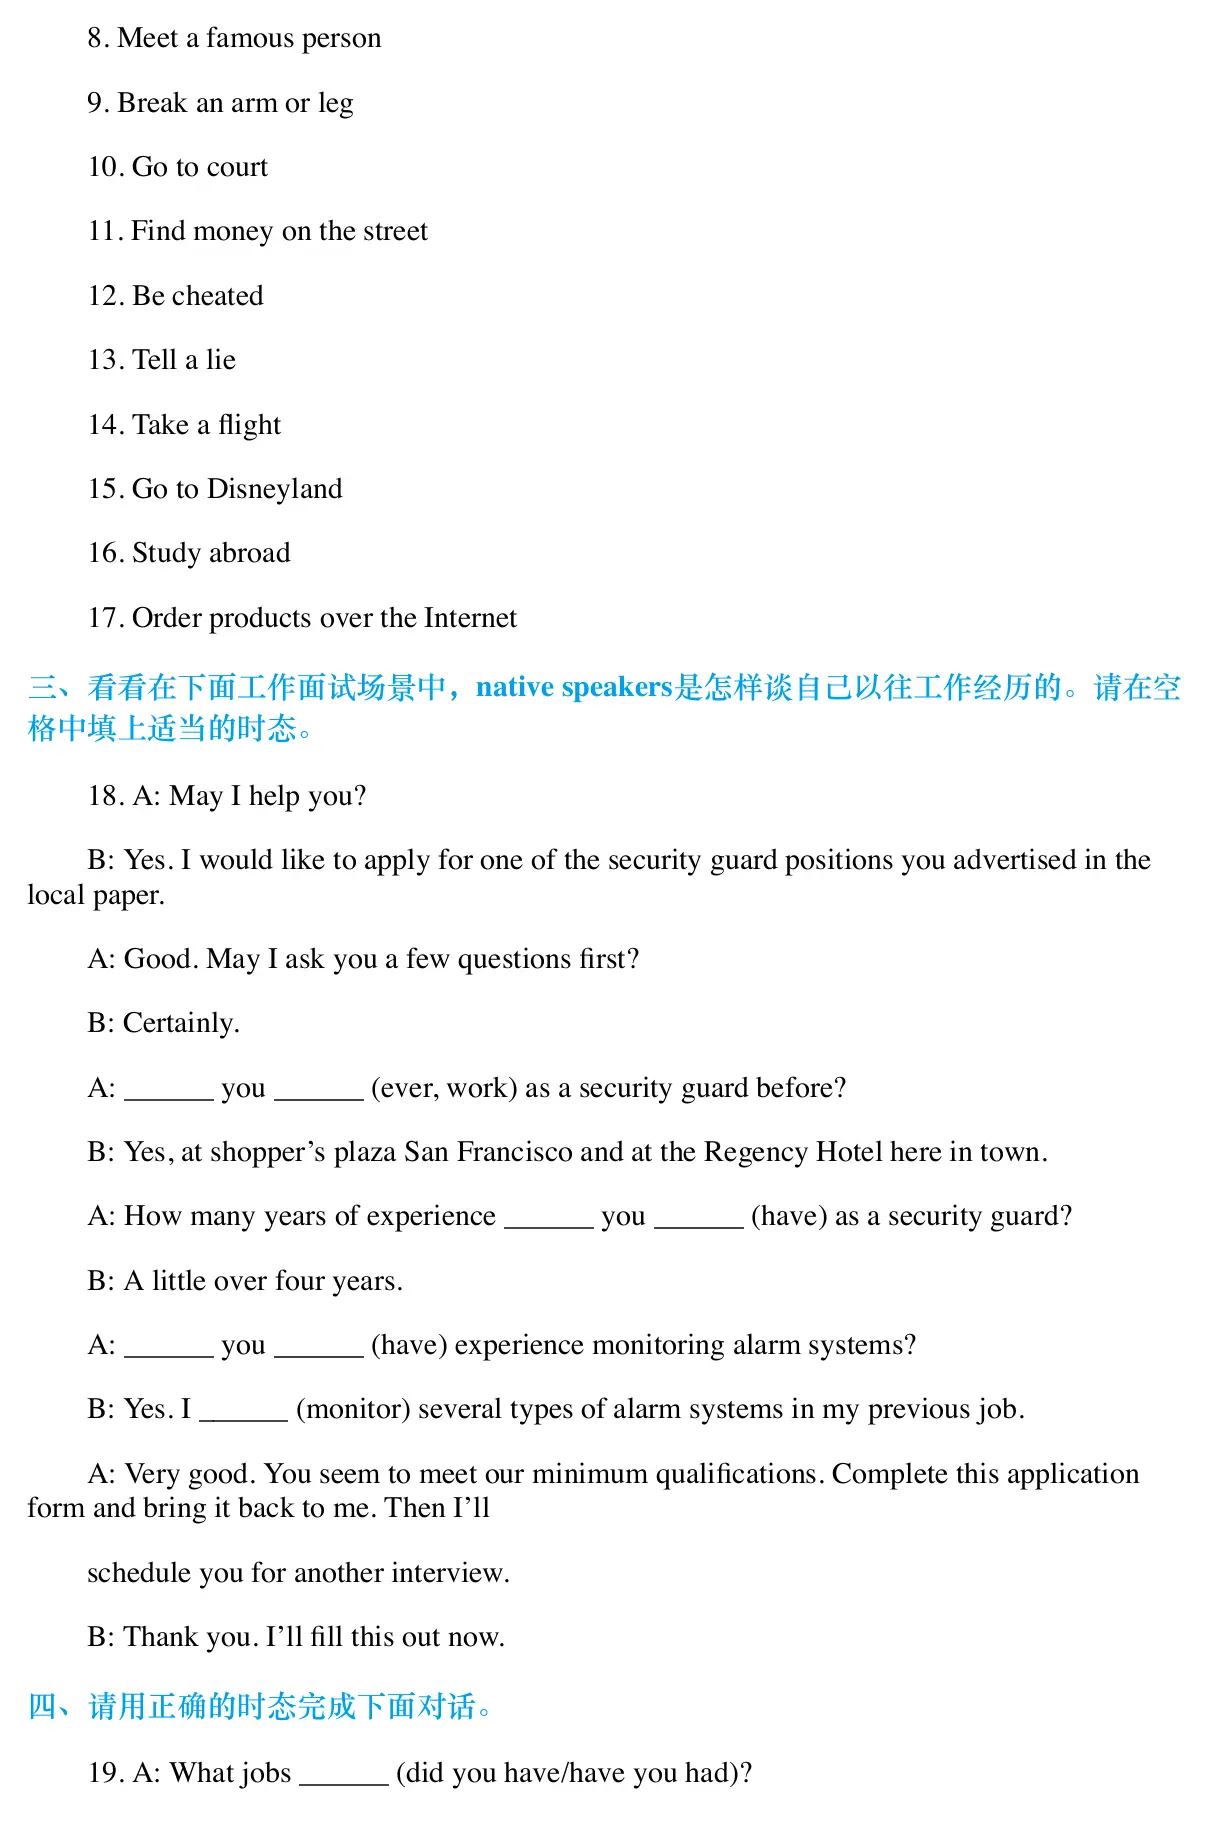 8. Meet a famous person
9. Break an arm or leg
10. Go to court
11. Find money on the street
12. Be cheated
13. Tell a lie
14. Take a flight
15. Go to Disneyland
16. Study abroad
17. Order products over the Internet
三、看看在下面工作面试场景中，native speakers是怎样谈自己以往工作经历的。请在空
格中填上适当的时态。
18. A: May I help you?
B: Yes. I would like to apply for one of the security guard positions you advertised in the
local paper.
A: Good. May I ask you a few questions first?
B: Certainly.
A: ______ you ______ (ever, work) as a security guard before?
B: Yes, at shopper’s plaza San Francisco and at the Regency Hotel here in town.
A: How many years of experience ______ you ______ (have) as a security guard?
B: A little over four years.
A: ______ you ______ (have) experience monitoring alarm systems?
B: Yes. I ______ (monitor) several types of alarm systems in my previous job.
A: Very good. You seem to meet our minimum qualifications. Complete this application
form and bring it back to me. Then I’ll
schedule you for another interview.
B: Thank you. I’ll fill this out now.
四、请用正确的时态完成下面对话。
19. A: What jobs ______ (did you have/have you had)?